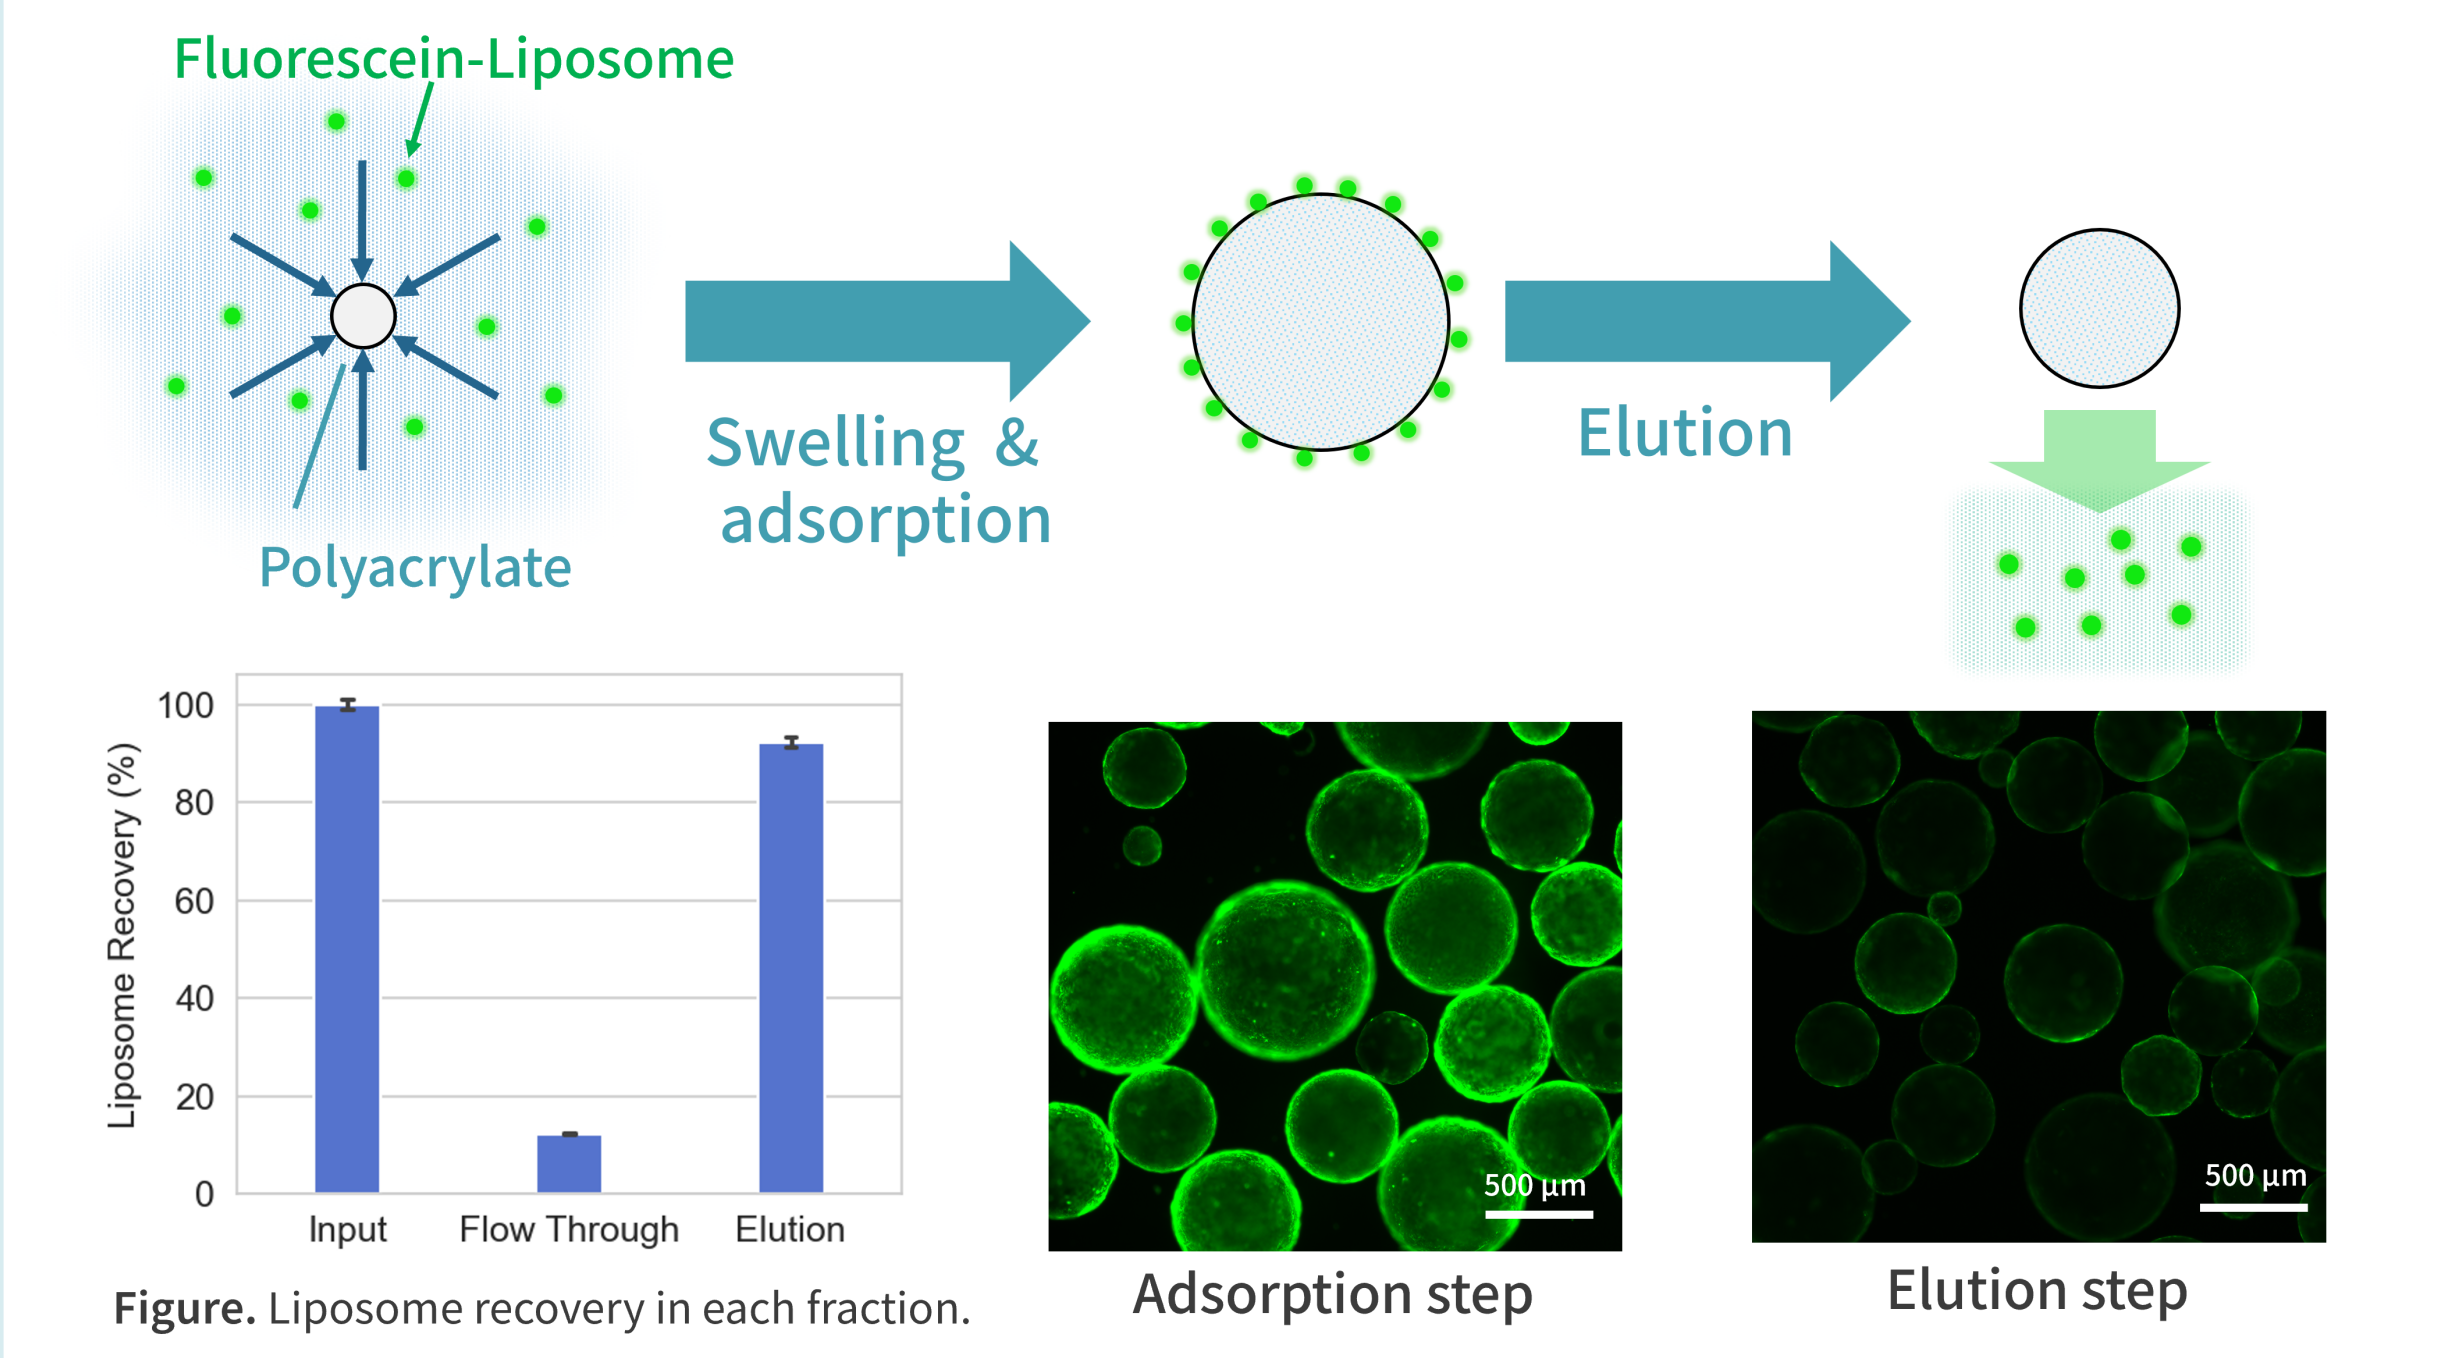 Fluorescein-Liposome
Polyacrylate
Swelling &
adsorption
Elution
Liposome Recovery (%)
100
80
60
40
20
0
Input
Flow Through
Elution
Figure. Liposome recovery in each fraction.
500 µm
Adsorption step
500 µm
Elution step